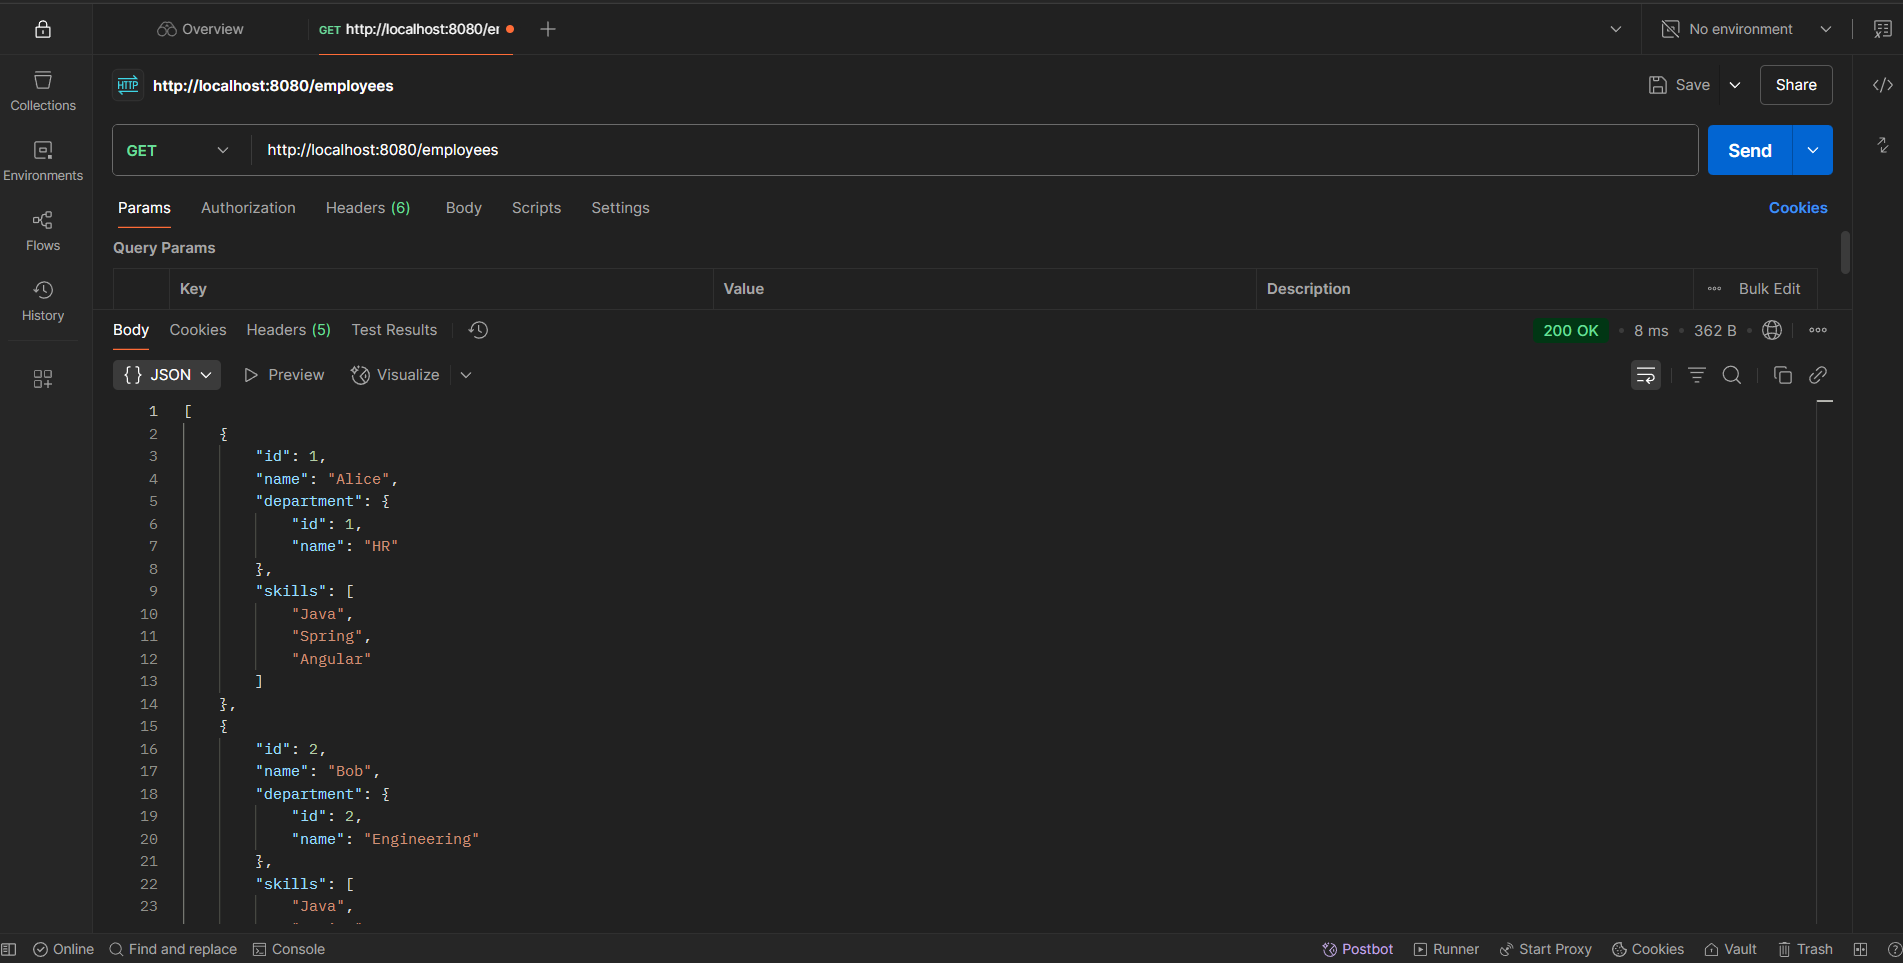 Overview
GET http://localhost:8080/er
No environment
Collections
Environments
Flows
History
HTTP
http://localhost:8080/employees
Save
Share
GET
http://localhost:8080/employees
Send
Params
Authorization
Headers (6)
Body
Scripts
Settings
Cookies
Query Params
Key
Value
Description
Bulk Edit
Body
Cookies
Headers (5)
Test Results
200 OK
8 ms
362 B
{} JSON
Preview
Visualize
1 [
2 {
3 "id": 1,
4 "name": "Alice",
5 "department": {
6 "id": 1,
7 "name": "HR"
8 },
9 "skills": [
10 "Java",
11 "Spring",
12 "Angular"
13 ]
14 },
15 {
16 "id": 2,
17 "name": "Bob",
18 "department": {
19 "id": 2,
20 "name": "Engineering"
21 },
22 "skills": [
23 "Java",
Online
Find and replace
Console
Postbot
Runner
Start Proxy
Cookies
Vault
Trash